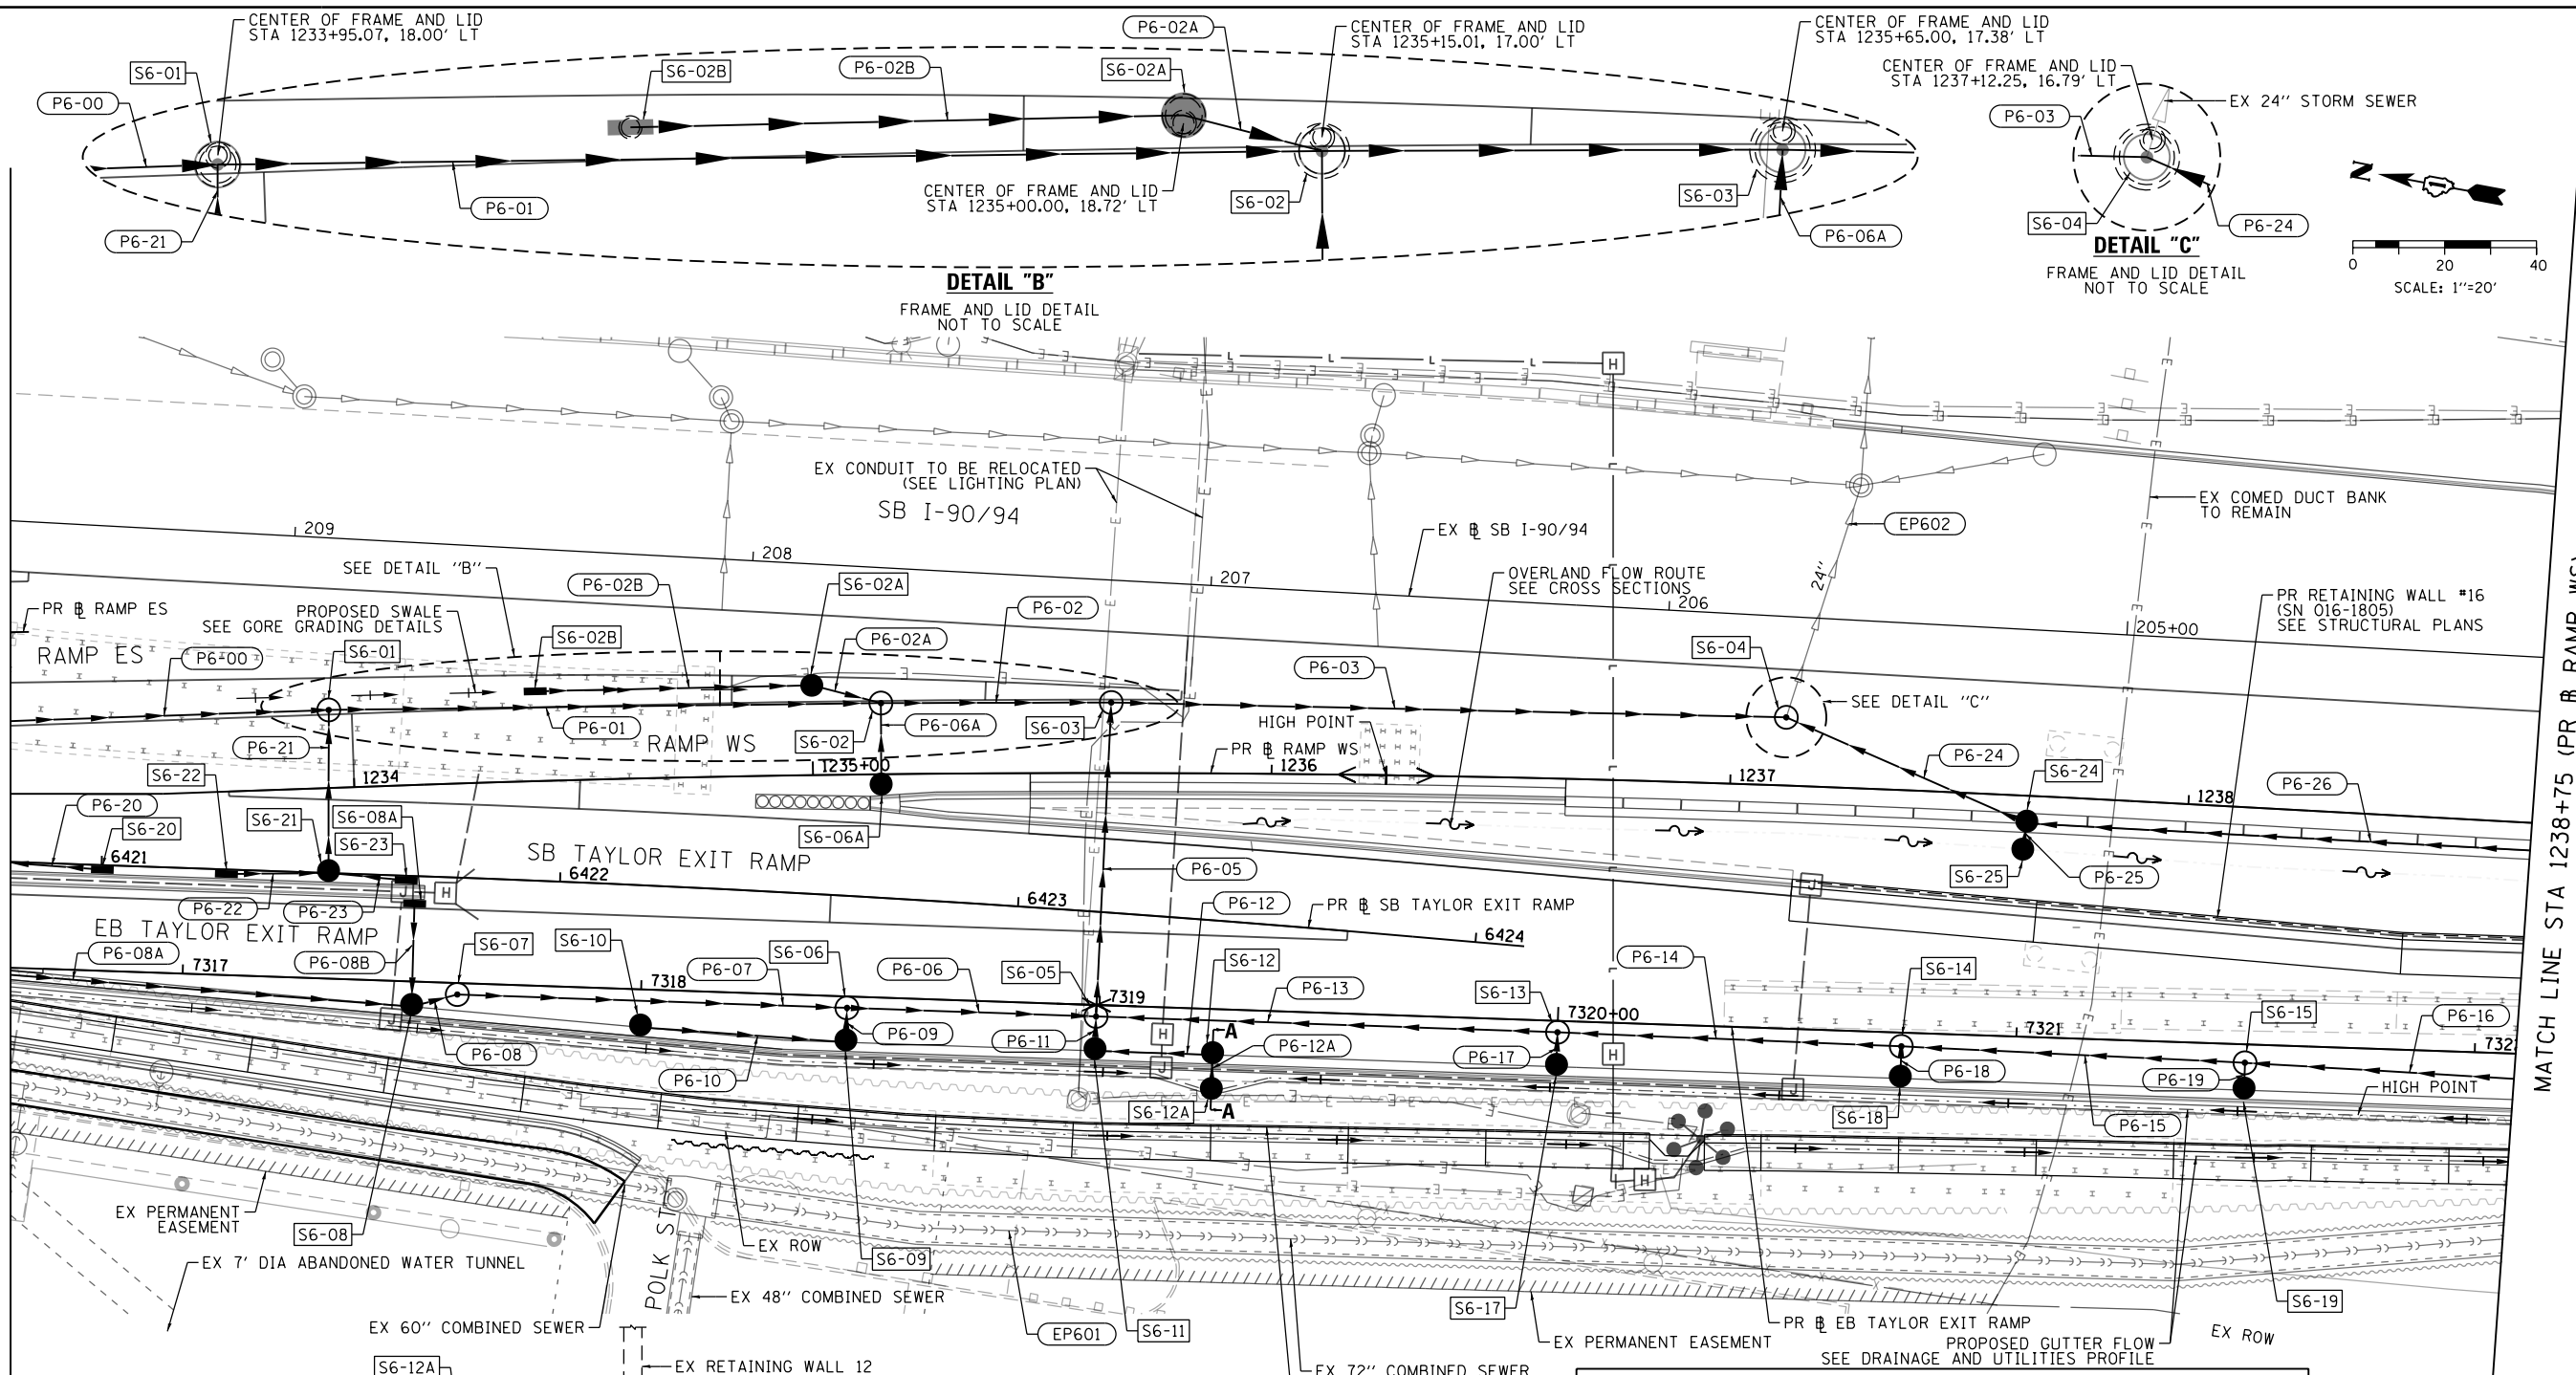 CENTER OF FRAME AND LID
STA 1233+95.07, 18.00' LT
S6-01
P6-00
S6-02B
P6-02B
S6-02A
P6-02A
CENTER OF FRAME AND LID
STA 1235+15.01, 17.00' LT
CENTER OF FRAME AND LID
STA 1235+65.00, 17.38' LT
CENTER OF FRAME AND LID
STA 1237+12.25, 16.79' LT
P6-03
EX 24" STORM SEWER
N
P6-21
P6-01
CENTER OF FRAME AND LID
STA 1235+00.00, 18.72' LT
S6-02
S6-03
P6-06A
S6-04
P6-24
DETAIL "B"
FRAME AND LID DETAIL
NOT TO SCALE
DETAIL "C"
FRAME AND LID DETAIL
NOT TO SCALE
0 20 40
SCALE: 1"=20'
L L L L
H
EX CONDUIT TO BE RELOCATED
(SEE LIGHTING PLAN)
SB I-90/94
EX COMED DUCT BANK
TO REMAIN
EP602
EX BL SB I-90/94
209
208
207
206
205+00
24"
SEE DETAIL "B"
P6-02B
S6-02A
OVERLAND FLOW ROUTE
SEE CROSS SECTIONS
PR RETAINING WALL #16
(SN 016-1805)
SEE STRUCTURAL PLANS
PR BL RAMP ES
PROPOSED SWALE
SEE GORE GRADING DETAILS
S6-02B
P6-02A
P6-02
RAMP ES
P6-00
S6-01
P6-03
S6-04
SEE DETAIL "C"
P6-21
P6-01
RAMP WS
S6-02
P6-06A
S6-03
HIGH POINT
PR BL RAMP WS
P6-24
S6-24
P6-26
S6-22
1234
1235+00
1236
1237
1238
P6-20
S6-20
S6-21
S6-08A
S6-23
S6-06A
6421
SB TAYLOR EXIT RAMP
6422
P6-05
S6-25
P6-25
J
H
J
P6-22
P6-23
6423
P6-12
PR BL SB TAYLOR EXIT RAMP
6424
EB TAYLOR EXIT RAMP
P6-08A
P6-08B
S6-07
S6-10
S6-06
P6-07
P6-06
S6-05
S6-12
P6-13
P6-14
S6-14
S6-13
S6-15
P6-16
7317
7318
7319
7320+00
7321
732
J
P6-08
P6-09
P6-10
P6-11
H
J
A
P6-12A
P6-17
H
P6-18
J
P6-19
HIGH POINT
S6-12A
A
S6-18
P6-15
H
EX PERMANENT
EASEMENT
S6-08
EX ROW
S6-09
EX 7' DIA ABANDONED WATER TUNNEL
POLK ST
EX 48" COMBINED SEWER
EX 60" COMBINED SEWER
EP601
S6-11
S6-17
EX PERMANENT EASEMENT
PR BL EB TAYLOR EXIT RAMP
PROPOSED GUTTER FLOW
SEE DRAINAGE AND UTILITIES PROFILE
S6-19
EX ROW
S6-12A
EX RETAINING WALL 12
EX 72" COMBINED SEWER
MATCH LINE STA 1238+75 (PR BL RAMP WS)